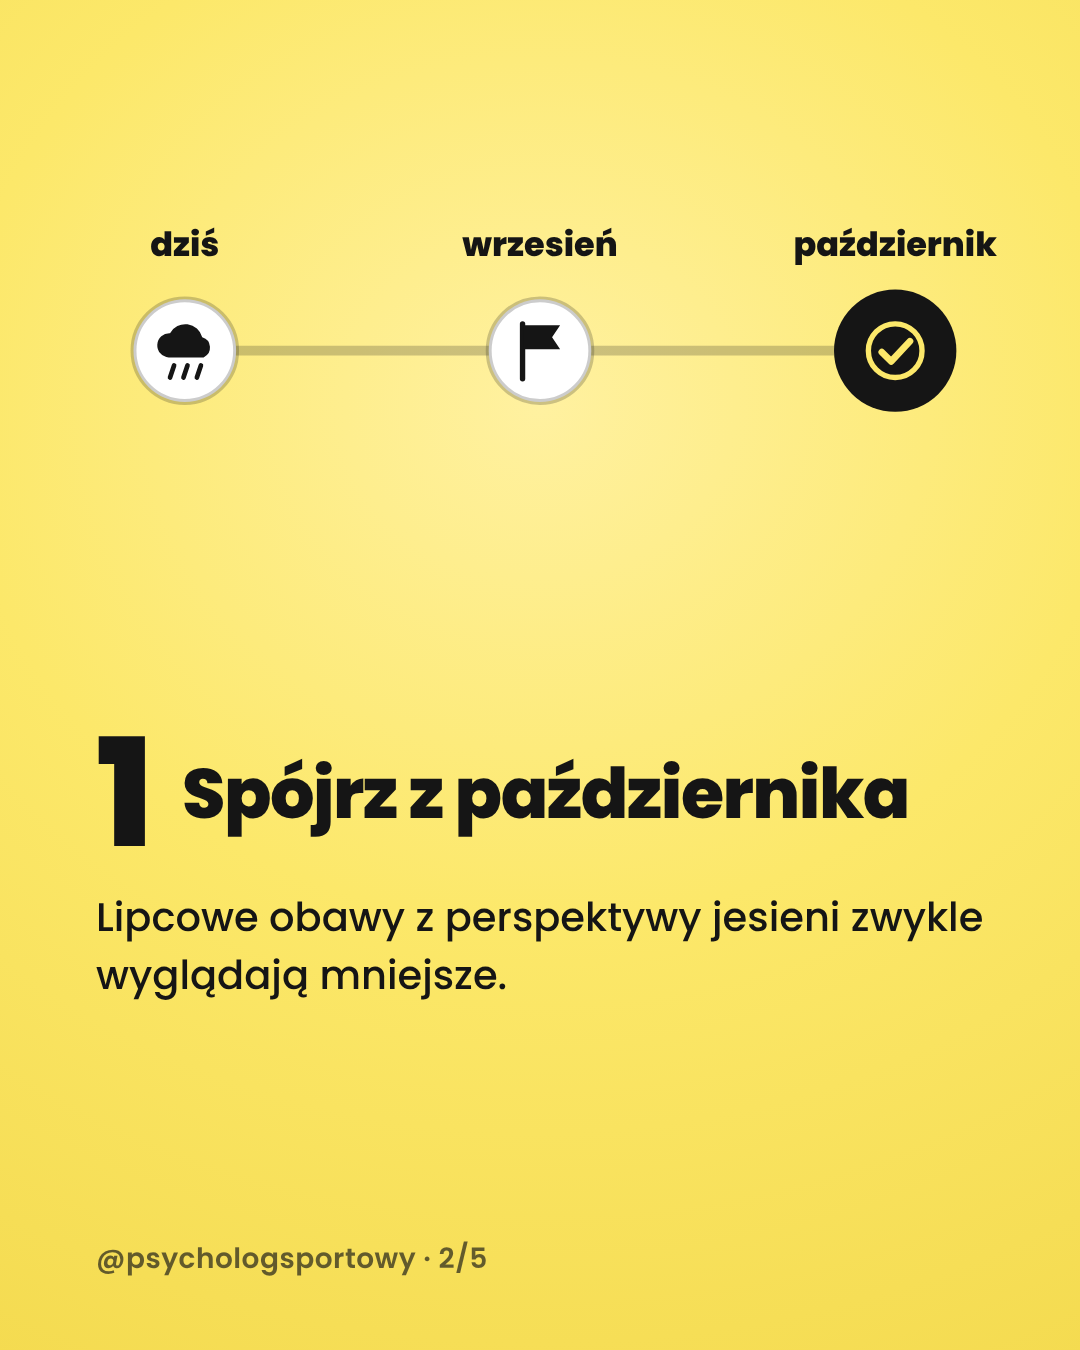 dziś wrzesień październik
1 Spójrz z października
Lipcowe obawy z perspektywy jesieni zwykle
wyglądają mniejsze.
@psychologsportowy · 2/5